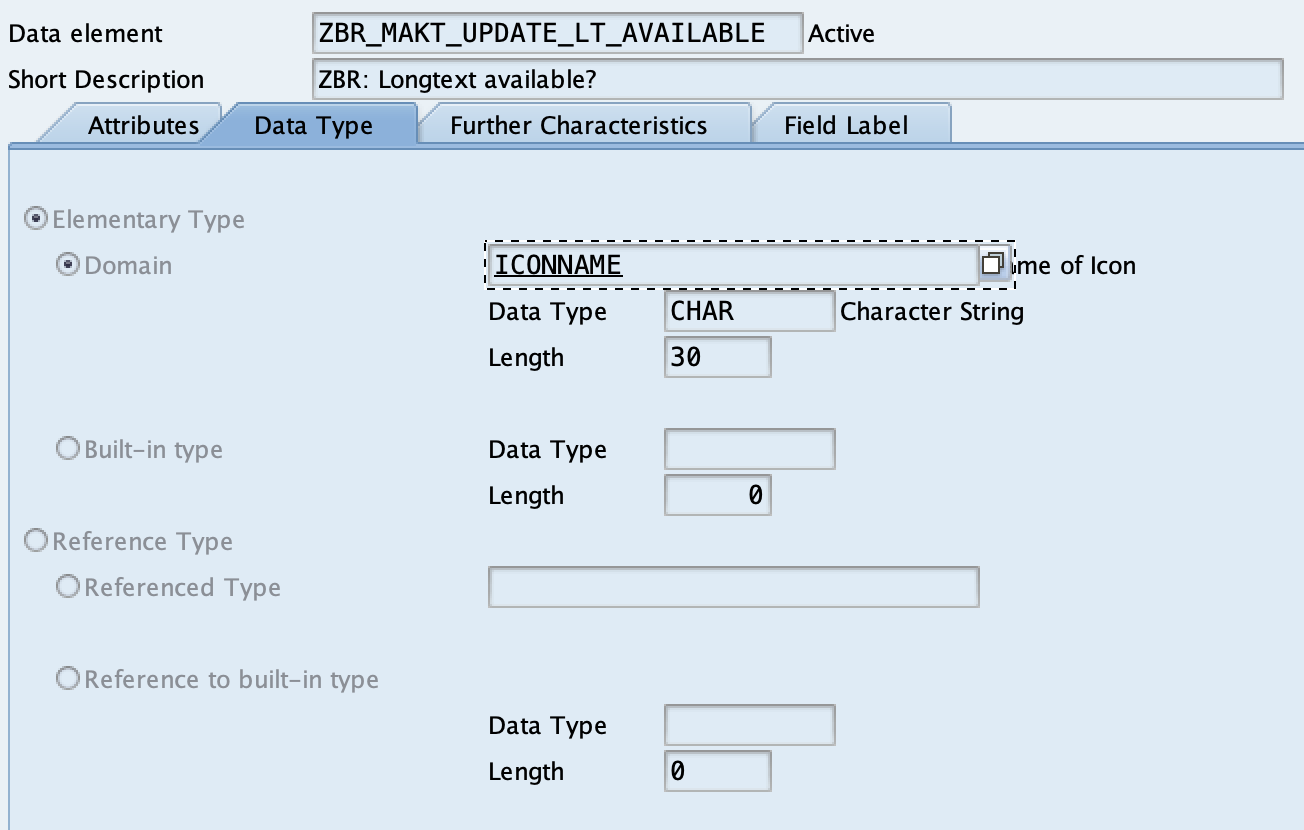 Data element ZBR_MAKT_UPDATE_LT_AVAILABLE Active
Short Description ZBR: Longtext available?
Attributes Data Type Further Characteristics Field Label
Elementary Type
Domain ICONNAME me of Icon
Data Type CHAR Character String
Length 30
Built-in type Data Type
Length 0
Reference Type
Referenced Type
Reference to built-in type
Data Type
Length 0